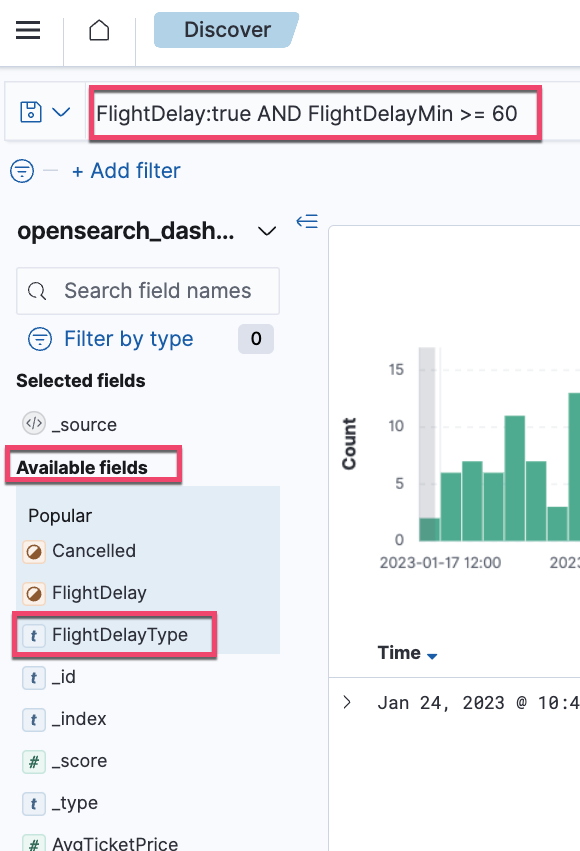 Discover
FlightDelay:true AND FlightDelayMin >= 60
+ Add filter
opensearch_dash...
Search field names
Filter by type 0
Selected fields
</> _source
Available fields
Popular
Cancelled
FlightDelay
t FlightDelayType
t _id
t _index
# _score
t _type
# AvgTicketPrice
Count
15
10
5
0
2023-01-17 12:00 2023
Time
Jan 24, 2023 @ 10:4